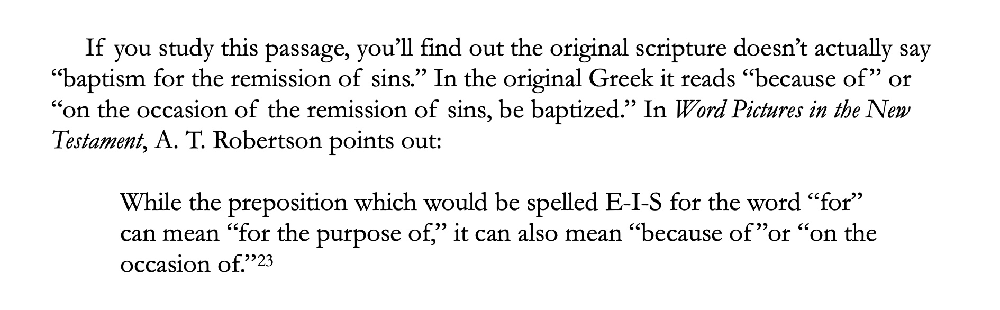 If you study this passage, you’ll find out the original scripture doesn’t actually say
“baptism for the remission of sins.” In the original Greek it reads “because of” or
“on the occasion of the remission of sins, be baptized.” In Word Pictures in the New
Testament, A. T. Robertson points out:
While the preposition which would be spelled E-I-S for the word “for”
can mean “for the purpose of,” it can also mean “because of”or “on the
occasion of.”23